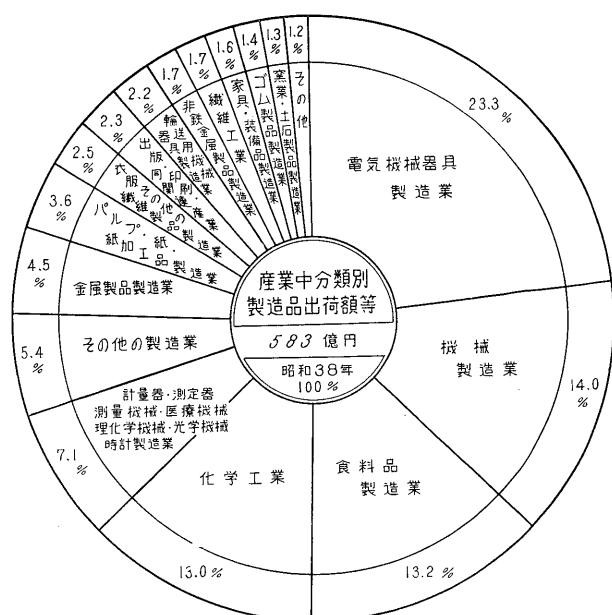 産業中分類別
製造品出荷額等
583 億円
昭和38年
100%
電気機械器具
製造業
23.3%
機械
製造業
14.0%
食料品
製造業
13.2%
化学工業
13.0%
計量器・測定器
測量機械・医療機械
理化学機械・光学機械
時計製造業
7.1%
その他の製造業
5.4%
金属製品製造業
4.5%
パルプ・紙・
紙加工品・製造業
3.6%
衣服・その他の
繊維製品製造業
2.5%
出版・印刷・
同関連産業
2.3%
輸送用機械
器具製造業
2.2%
非鉄金属製品製造業
1.7%
繊維工業
1.7%
家具・装備品製造業
1.6%
ゴム製品製造業
1.4%
窯業・土石製品製造業
1.3%
その他
1.2%